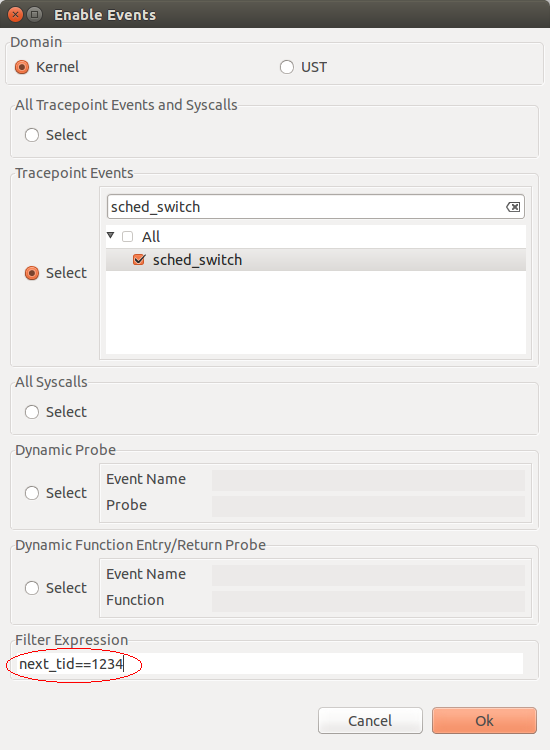 Enable Events
Domain
Kernel UST
All Tracepoint Events and Syscalls
Select
Tracepoint Events
Select
sched_switch
All
sched_switch
All Syscalls
Select
Dynamic Probe
Select
Event Name
Probe
Dynamic Function Entry/Return Probe
Select
Event Name
Function
Filter Expression
next_tid==1234
Cancel Ok